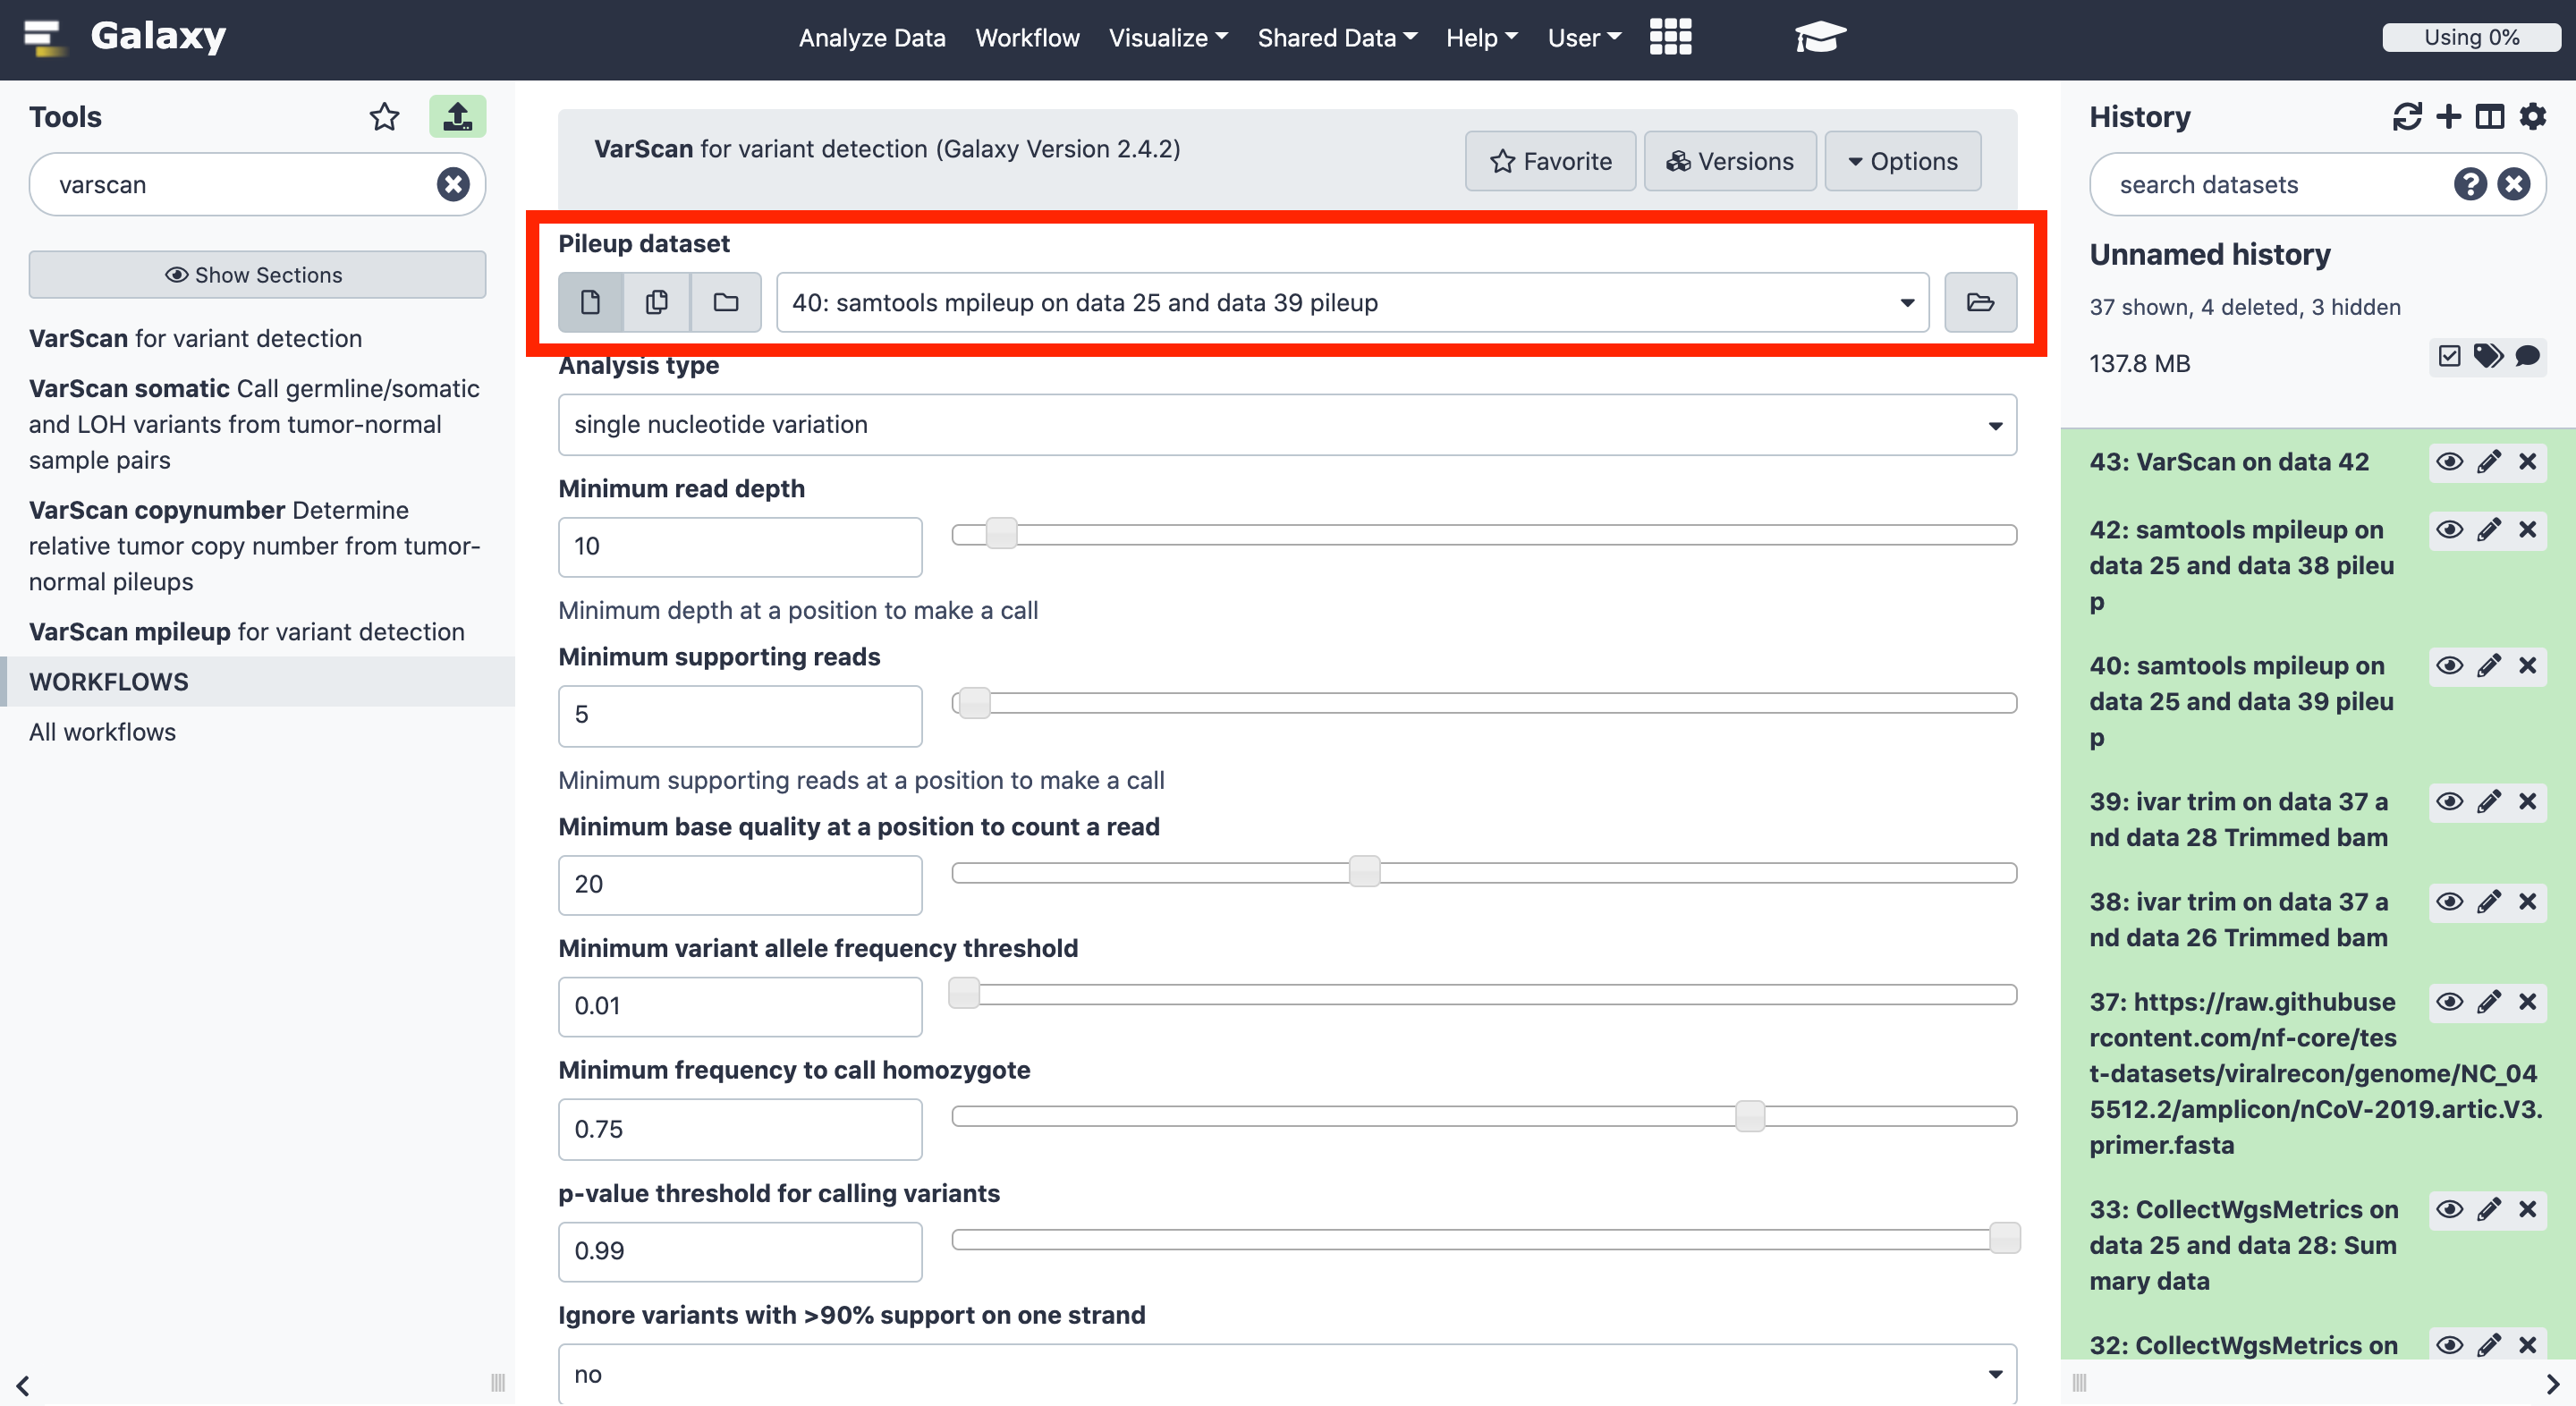 Galaxy
Analyze Data Workflow Visualize Shared Data Help User
Using 0%
Tools
varscan
Show Sections
VarScan for variant detection
VarScan somatic Call germline/somatic
and LOH variants from tumor-normal
sample pairs
VarScan copynumber Determine
relative tumor copy number from tumor-
normal pileups
VarScan mpileup for variant detection
WORKFLOWS
All workflows
VarScan for variant detection (Galaxy Version 2.4.2)
Favorite
Versions
Options
Pileup dataset
40: samtools mpileup on data 25 and data 39 pileup
Analysis type
single nucleotide variation
Minimum read depth
10
Minimum depth at a position to make a call
Minimum supporting reads
5
Minimum supporting reads at a position to make a call
Minimum base quality at a position to count a read
20
Minimum variant allele frequency threshold
0.01
Minimum frequency to call homozygote
0.75
p-value threshold for calling variants
0.99
Ignore variants with >90% support on one strand
no
History
search datasets
Unnamed history
37 shown, 4 deleted, 3 hidden
137.8 MB
43: VarScan on data 42
42: samtools mpileup on
data 25 and data 38 pileu
p
40: samtools mpileup on
data 25 and data 39 pileu
p
39: ivar trim on data 37 a
nd data 28 Trimmed bam
38: ivar trim on data 37 a
nd data 26 Trimmed bam
37: https://raw.githubuse
rcontent.com/nf-core/tes
t-datasets/viralrecon/genome/NC_04
5512.2/amplicon/nCoV-2019.artic.V3.
primer.fasta
33: CollectWgsMetrics on
data 25 and data 28: Sum
mary data
32: CollectWgsMetrics on